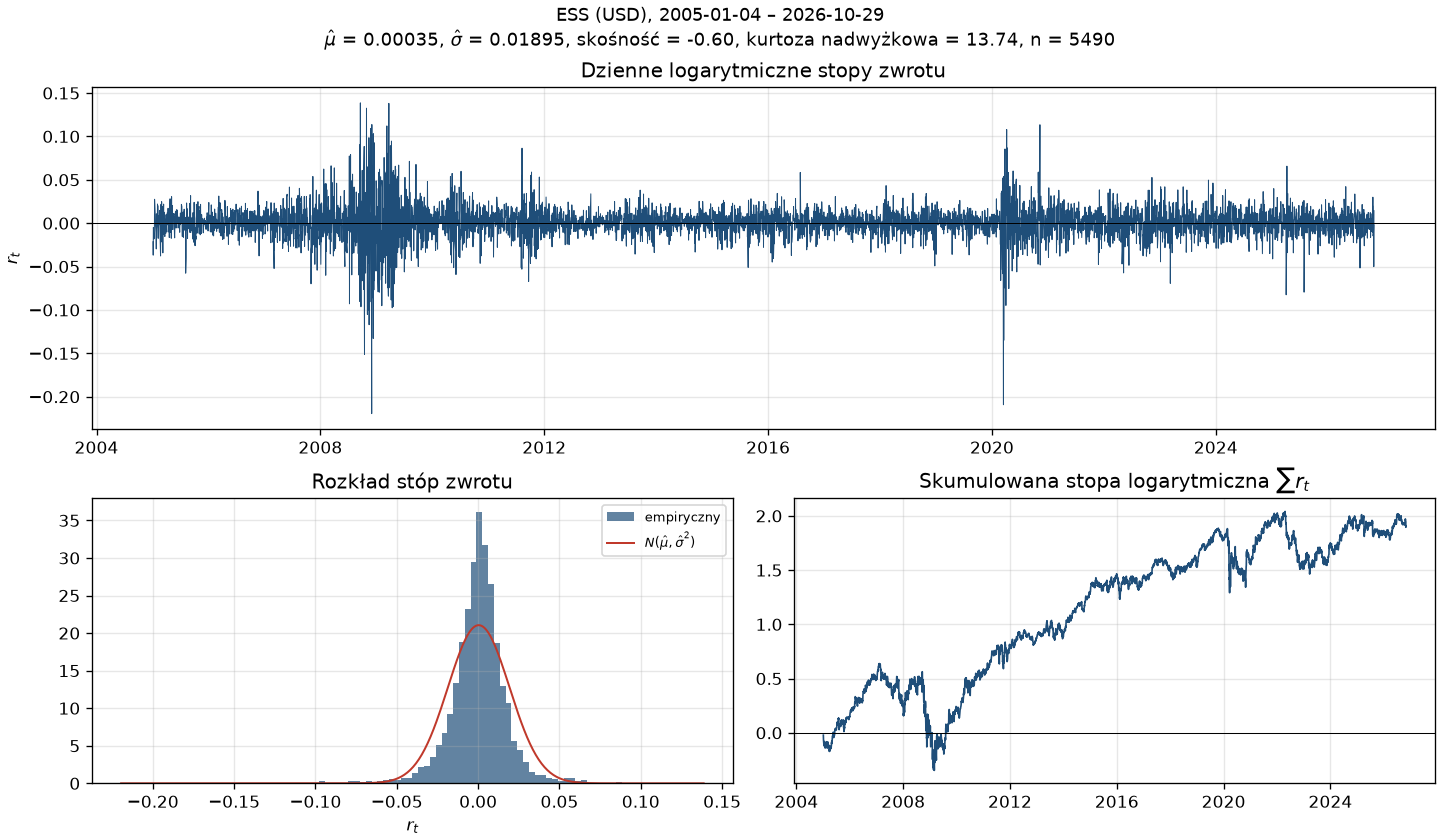 ESS (USD), 2005-01-04 – 2026-10-29
μ̂ = 0.00035, σ̂ = 0.01895, skośność = -0.60, kurtoza nadwyżkowa = 13.74, n = 5490
Dzienne logarytmiczne stopy zwrotu
0.15
0.10
0.05
0.00
−0.05
−0.10
−0.15
−0.20
r_t
2004 2008 2012 2016 2020 2024
Rozkład stóp zwrotu
35
30
25
20
15
10
5
0
empiryczny
N(μ̂, σ̂²)
−0.20 −0.15 −0.10 −0.05 0.00 0.05 0.10 0.15
r_t
Skumulowana stopa logarytmiczna ∑r_t
2.0
1.5
1.0
0.5
0.0
2004 2008 2012 2016 2020 2024